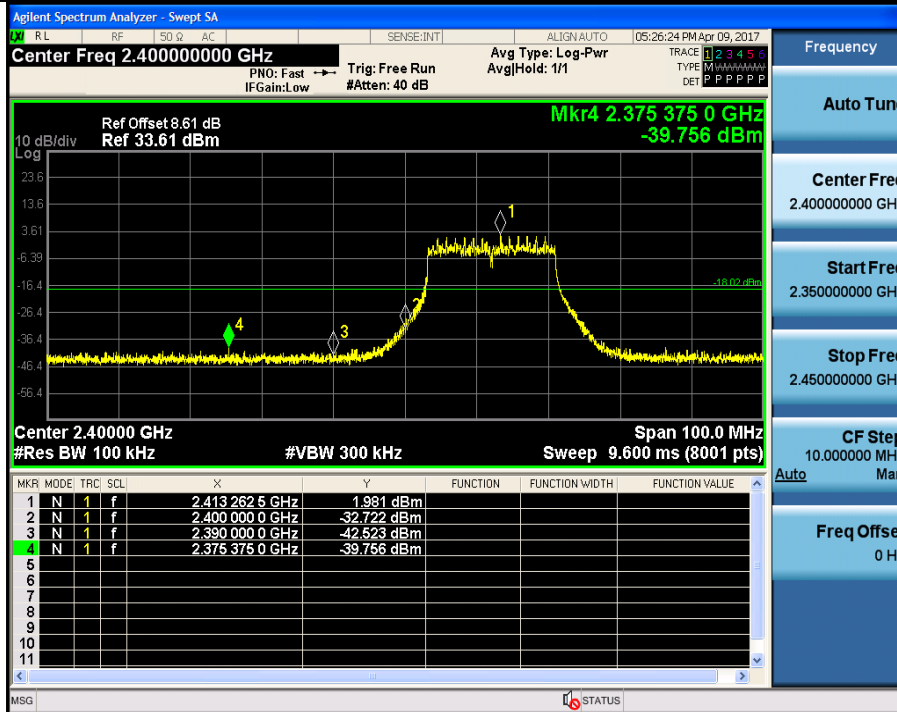 Agilent Spectrum Analyzer - Swept SA
LXI RL RF 50 Ω AC SENSE:INT ALIGN AUTO 05:26:24 PM Apr 09, 2017
Center Freq 2.400000000 GHz
PNO: Fast
IFGain:Low
Trig: Free Run
#Atten: 40 dB
Avg Type: Log-Pwr
Avg|Hold: 1/1
TRACE 1 2 3 4 5 6
TYPE M WWWWW
DET P P P P P P
Mkr4 2.375 375 0 GHz
-39.756 dBm
Ref Offset 8.61 dB
Ref 33.61 dBm
10 dB/div
Log
23.6
13.6
3.61
-6.39
-16.4
-26.4
-36.4
-46.4
-56.4
1
2
3
4
-18.02 dBm
Center 2.40000 GHz
Span 100.0 MHz
#Res BW 100 kHz
#VBW 300 kHz
Sweep 9.600 ms (8001 pts)
MKR MODE TRC SCL X Y FUNCTION FUNCTION WIDTH FUNCTION VALUE
1 N 1 f 2.413 262 5 GHz 1.981 dBm
2 N 1 f 2.400 000 0 GHz -32.722 dBm
3 N 1 f 2.390 000 0 GHz -42.523 dBm
4 N 1 f 2.375 375 0 GHz -39.756 dBm
5
6
7
8
9
10
11
MSG
STATUS
Frequency
Auto Tun
Center Fre
2.400000000 GH
Start Fre
2.350000000 GH
Stop Fre
2.450000000 GH
CF Step
10.000000 MH
Auto Ma
Freq Offse
0 H